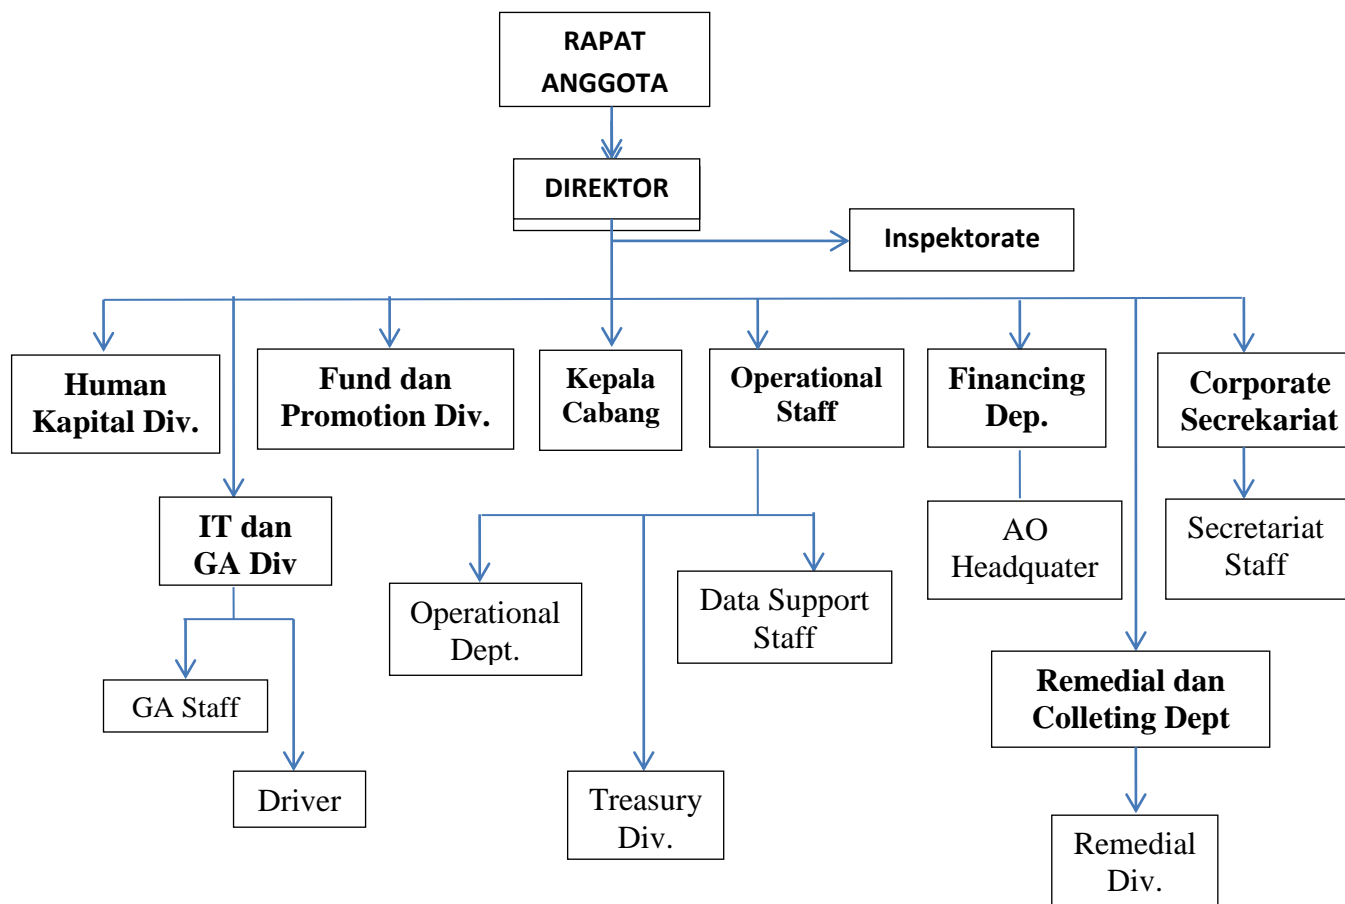 RAPAT
ANGGOTA
DIREKTOR
Inspektorate
Human
Kapital Div.
Fund dan
Promotion Div.
Kepala
Cabang
Operational
Staff
Financing
Dep.
Corporate
Secrekariat
IT dan
GA Div
AO
Headquater
Secretariat
Staff
Operational
Dept.
Data Support
Staff
GA Staff
Remedial dan
Colleting Dept
Driver
Treasury
Div.
Remedial
Div.